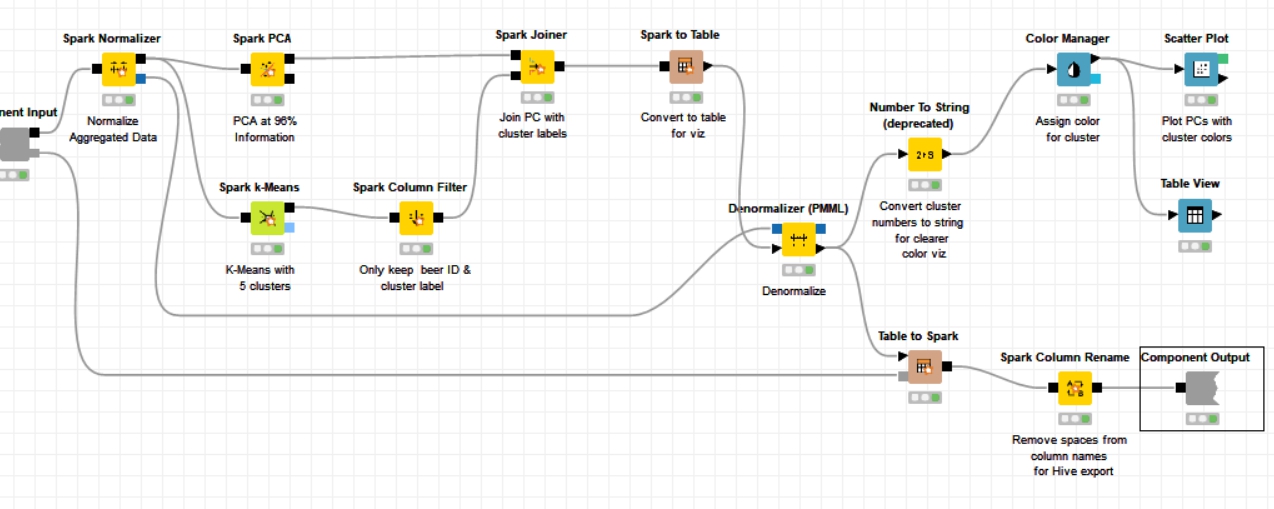 nent Input
Spark Normalizer
Normalize
Aggregated Data
Spark PCA
PCA at 96%
Information
Spark k-Means
K-Means with
5 clusters
Spark Column Filter
Only keep beer ID &
cluster label
Spark Joiner
Join PC with
cluster labels
Spark to Table
Convert to table
for viz
Denormalizer (PMML)
Denormalize
Number To String
(deprecated)
2‣S
Convert cluster
numbers to string
for clearer
color viz
Color Manager
Assign color
for cluster
Scatter Plot
Plot PCs with
cluster colors
Table View
Table to Spark
Spark Column Rename
Remove spaces from
column names
for Hive export
Component Output